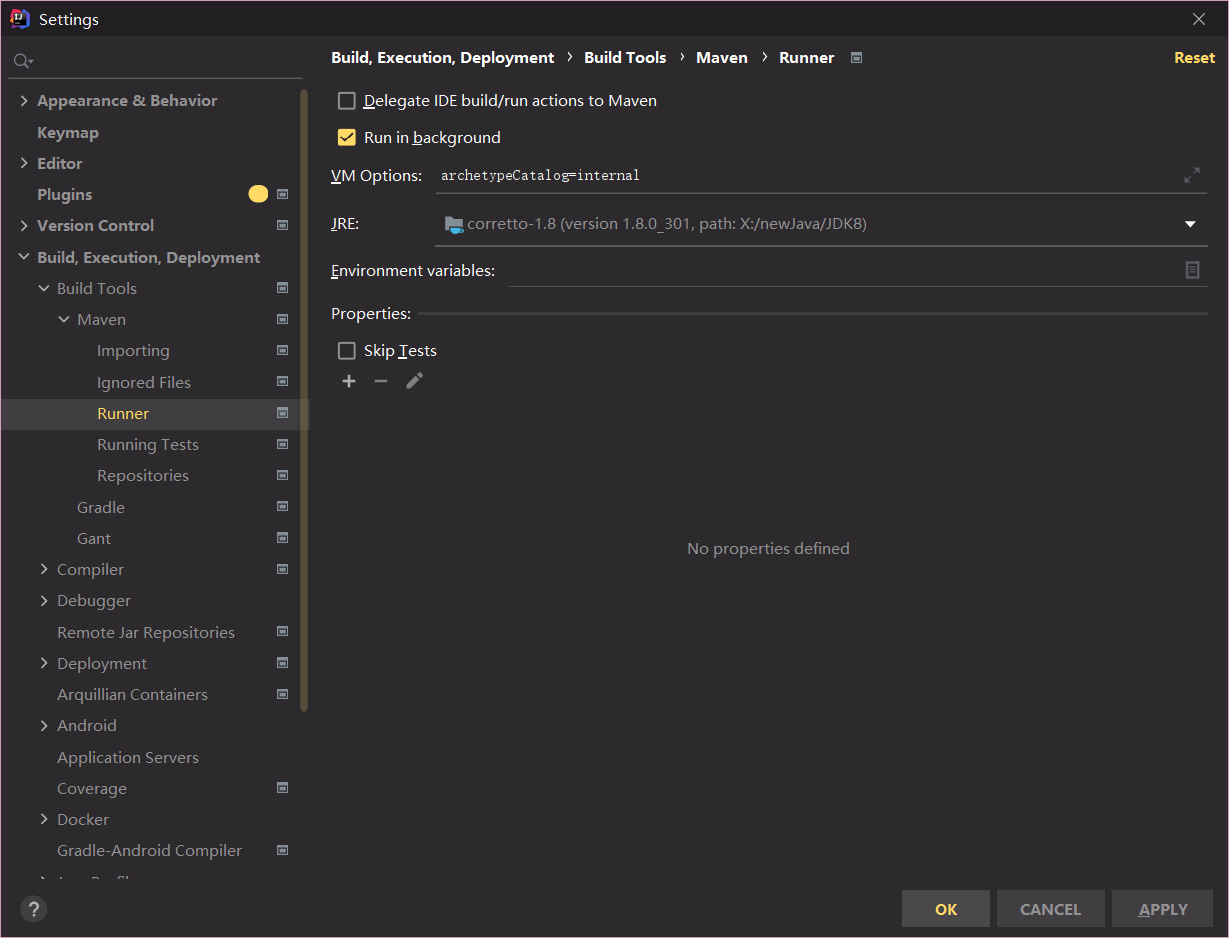 Settings
Build, Execution, Deployment › Build Tools › Maven › Runner
Reset
Appearance & Behavior
Keymap
Editor
Plugins
Version Control
Build, Execution, Deployment
Build Tools
Maven
Importing
Ignored Files
Runner
Running Tests
Repositories
Gradle
Gant
Compiler
Debugger
Remote Jar Repositories
Deployment
Arquillian Containers
Android
Application Servers
Coverage
Docker
Gradle-Android Compiler
Delegate IDE build/run actions to Maven
Run in background
VM Options: archetypeCatalog=internal
JRE: corretto-1.8 (version 1.8.0_301, path: X:/newJava/JDK8)
Environment variables:
Properties:
Skip Tests
No properties defined
?
OK CANCEL APPLY